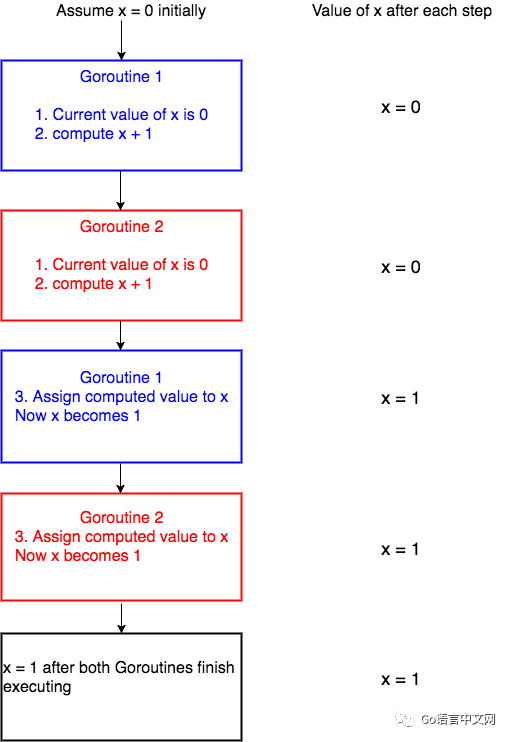 Assume x = 0 initially
Value of x after each step
Goroutine 1
1. Current value of x is 0
2. compute x + 1
x = 0
Goroutine 2
1. Current value of x is 0
2. compute x + 1
x = 0
Goroutine 1
3. Assign computed value to x
Now x becomes 1
x = 1
Goroutine 2
3. Assign computed value to x
Now x becomes 1
x = 1
x = 1 after both Goroutines finish
executing
x = 1
Go语言中文网